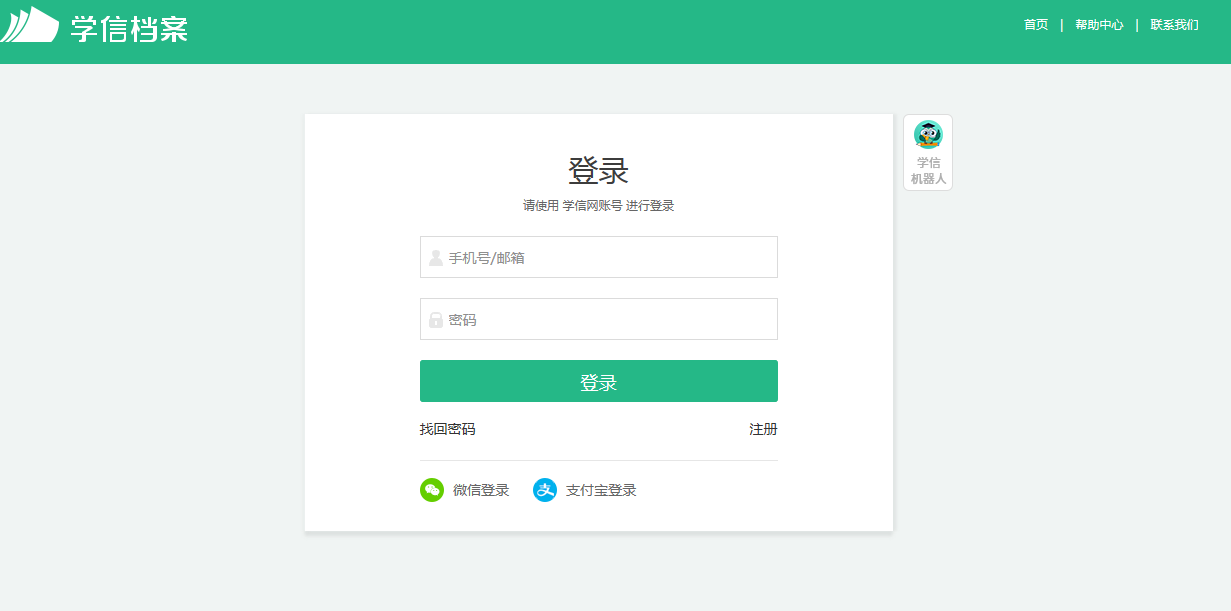 学信档案
首页 | 帮助中心 | 联系我们
登录
请使用 学信网账号 进行登录
手机号/邮箱
密码
登录
找回密码 注册
微信登录 支付宝登录
学信
机器人